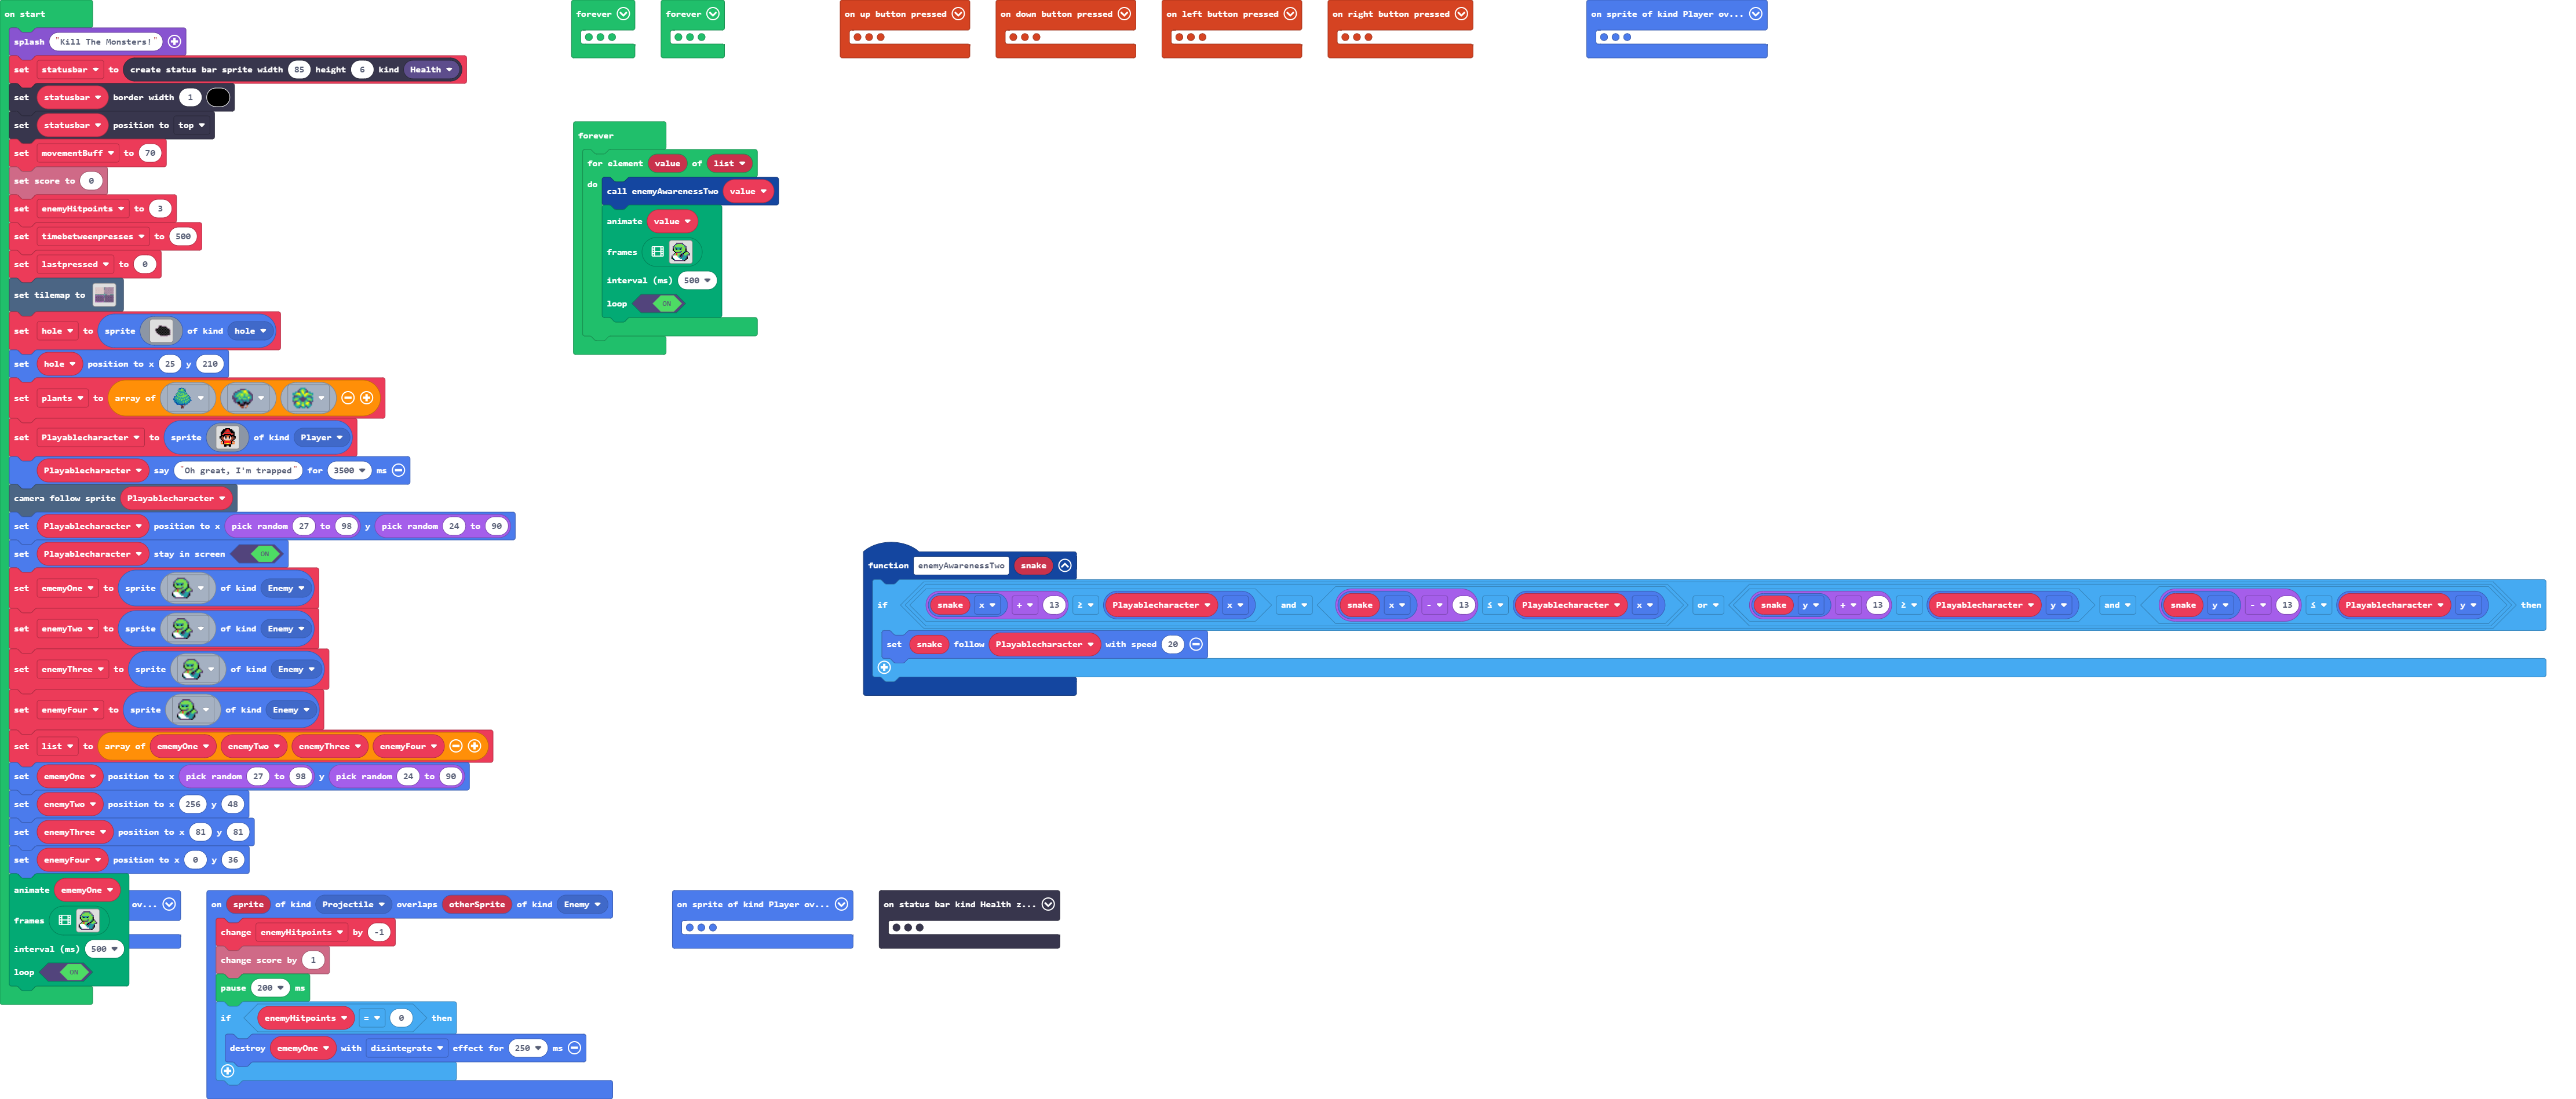 on start
splash "Kill The Monsters!"
set statusbar to create status bar sprite width 85 height 6 kind Health
set statusbar border width 1
set statusbar position to top
set movementBuff to 70
set score to 0
set enemyHitpoints to 3
set timebetweenpresses to 500
set lastpressed to 0
set tilemap to
set hole to sprite of kind hole
set hole position to x 25 y 210
set plants to array of
set Playablecharacter to sprite of kind Player
Playablecharacter say "Oh great, I'm trapped" for 3500 ms
camera follow sprite Playablecharacter
set Playablecharacter position to x pick random 27 to 98 y pick random 24 to 90
set Playablecharacter stay in screen ON
set ememyOne to sprite of kind Enemy
set enemyTwo to sprite of kind Enemy
set enemyThree to sprite of kind Enemy
set enemyFour to sprite of kind Enemy
set list to array of ememyOne enemyTwo enemyThree enemyFour
set ememyOne position to x pick random 27 to 98 y pick random 24 to 90
set enemyTwo position to x 256 y 48
set enemyThree position to x 81 y 81
set enemyFour position to x 0 y 36
animate ememyOne
frames
interval (ms) 500
loop ON
ov...
forever
forever
on up button pressed
on down button pressed
on left button pressed
on right button pressed
on sprite of kind Player ov...
forever
for element value of list
do call enemyAwarenessTwo value
animate value
frames
interval (ms) 500
loop ON
function enemyAwarenessTwo snake
if snake x + 13 ≥ Playablecharacter x and snake x - 13 ≤ Playablecharacter x or snake y + 13 ≥ Playablecharacter y and snake y - 13 ≤ Playablecharacter y then
set snake follow Playablecharacter with speed 20
on sprite of kind Projectile overlaps otherSprite of kind Enemy
change enemyHitpoints by -1
change score by 1
pause 200 ms
if enemyHitpoints = 0 then
destroy ememyOne with disintegrate effect for 250 ms
on sprite of kind Player ov...
on status bar kind Health z...